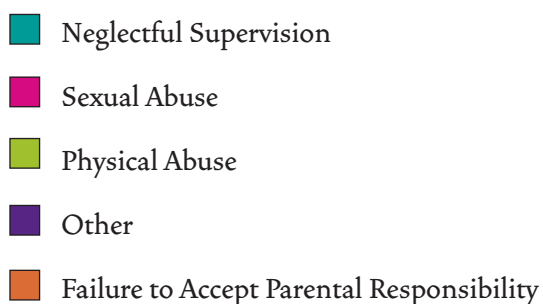 Neglectful Supervision
Sexual Abuse
Physical Abuse
Other
Failure to Accept Parental Responsibility